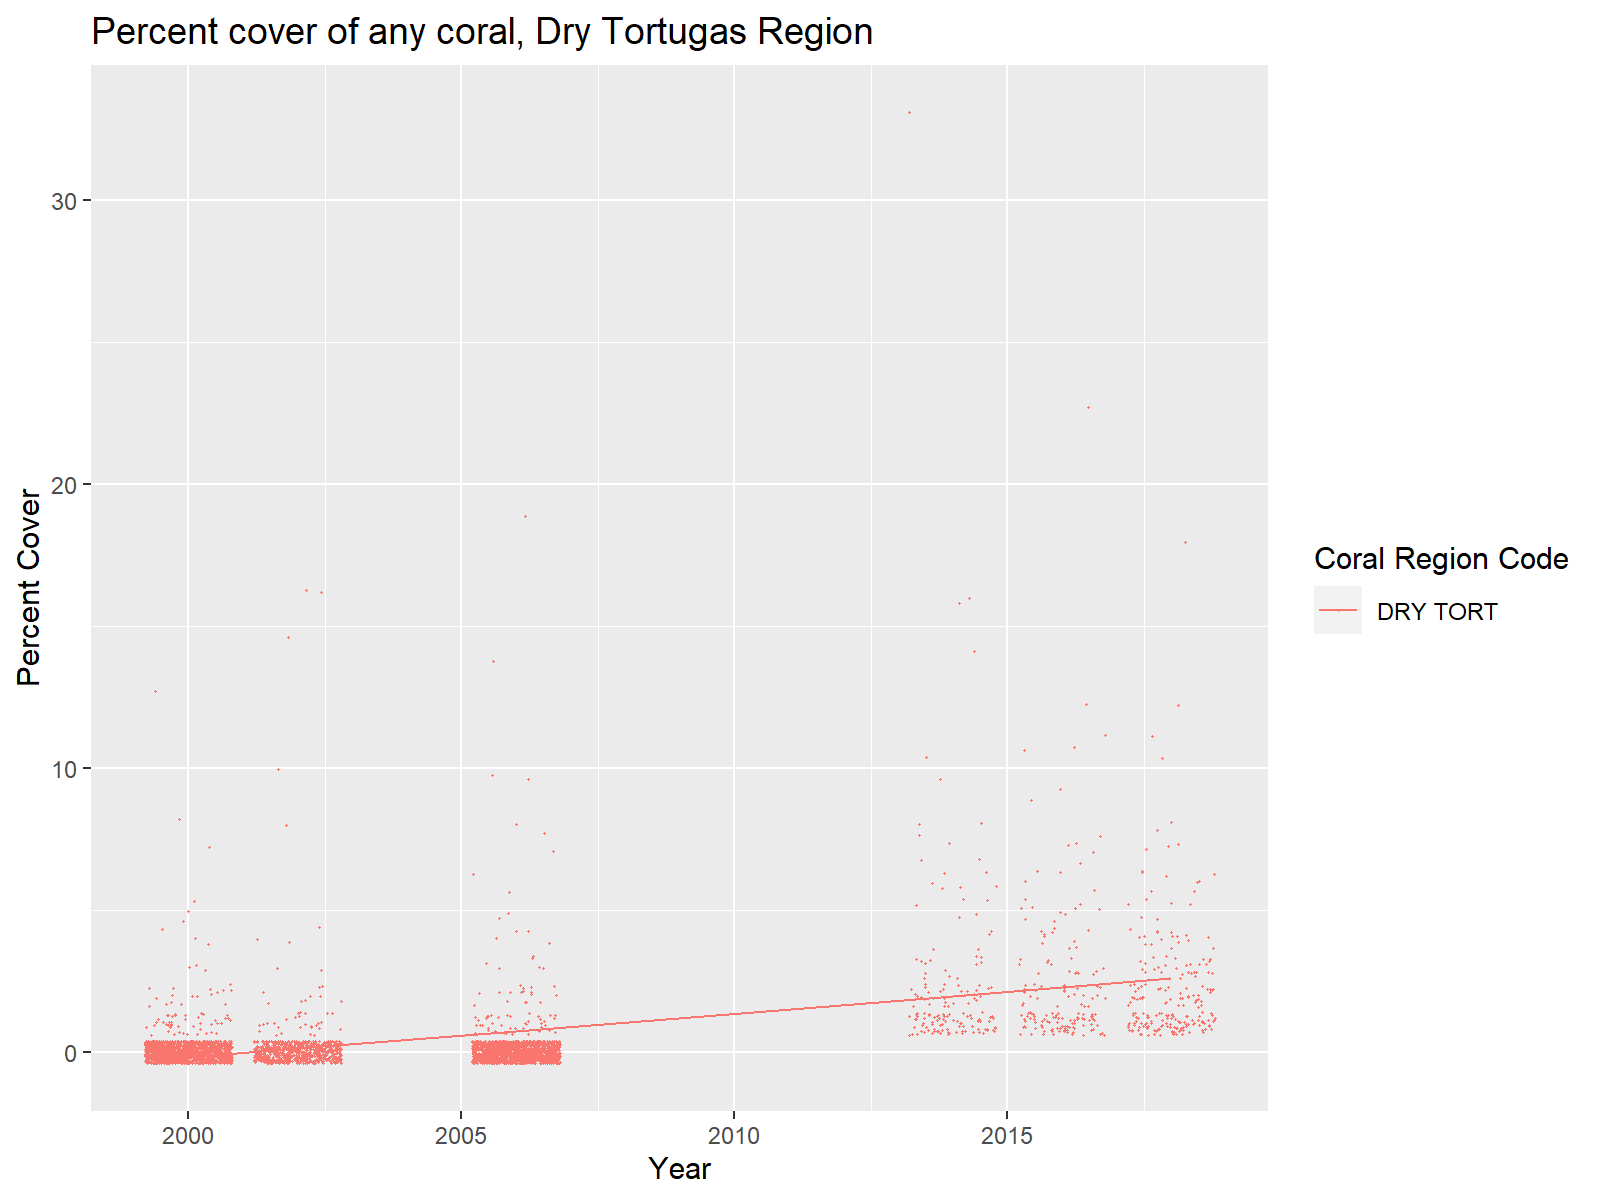 Percent cover of any coral, Dry Tortugas Region
30
20
10
0
Percent Cover
2000
2005
2010
2015
Year
Coral Region Code
DRY TORT